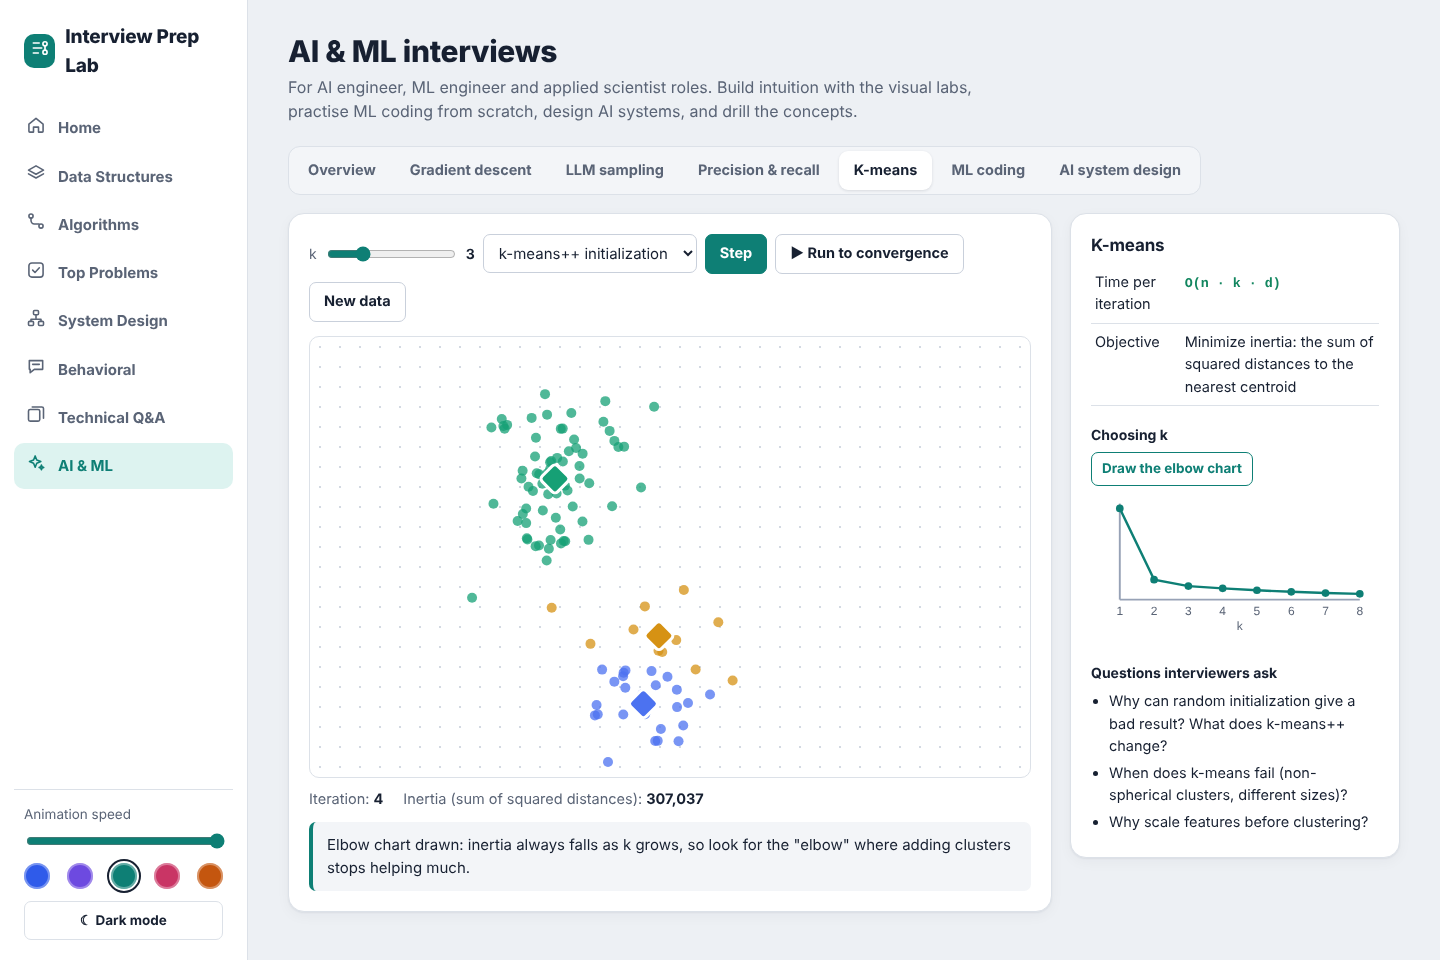 Interview Prep
Lab
Home
Data Structures
Algorithms
Top Problems
System Design
Behavioral
Technical Q&A
AI & ML
Animation speed
☾ Dark mode
AI & ML interviews
For AI engineer, ML engineer and applied scientist roles. Build intuition with the visual labs,
practise ML coding from scratch, design AI systems, and drill the concepts.
Overview
Gradient descent
LLM sampling
Precision & recall
K-means
ML coding
AI system design
k
3
k-means++ initialization
Step
▶ Run to convergence
New data
Iteration: 4
Inertia (sum of squared distances): 307,037
Elbow chart drawn: inertia always falls as k grows, so look for the "elbow" where adding clusters
stops helping much.
K-means
Time per
iteration
O(n · k · d)
Objective
Minimize inertia: the sum of
squared distances to the
nearest centroid
Choosing k
Draw the elbow chart
1 2 3 4 5 6 7 8
k
Questions interviewers ask
• Why can random initialization give a
bad result? What does k-means++
change?
• When does k-means fail (non-
spherical clusters, different sizes)?
• Why scale features before clustering?